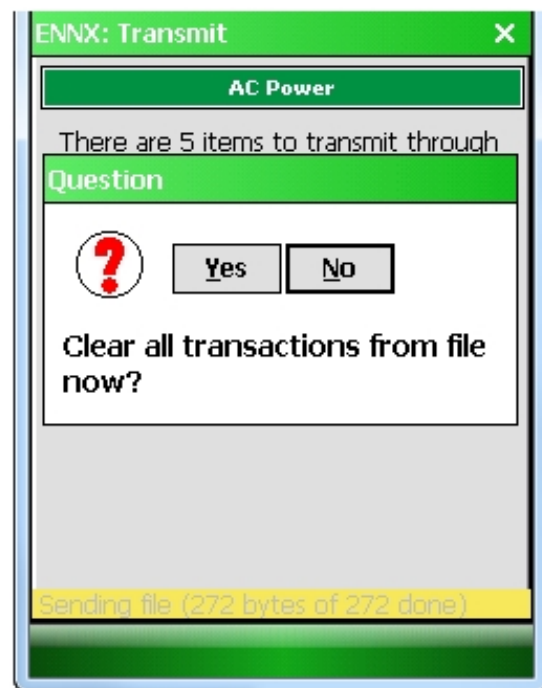 ENNX: Transmit ×
AC Power
There are 5 items to transmit through
Question
?
Yes No
Clear all transactions from file
now?
Sending file (272 bytes of 272 done)